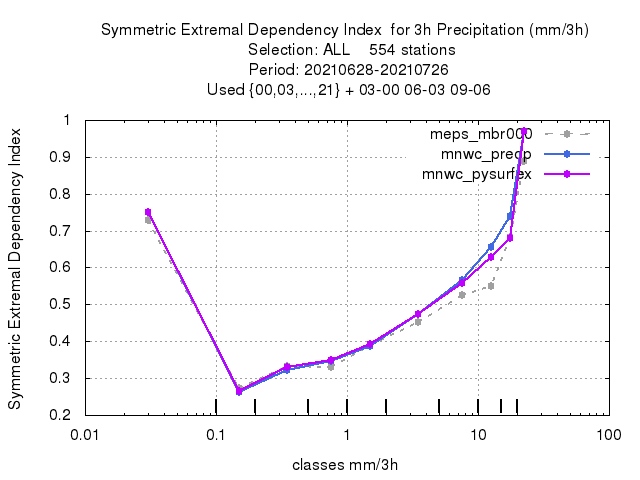 Symmetric Extremal Dependency Index  for 3h Precipitation (mm/3h)
Selection: ALL    554 stations
Period: 20210628-20210726
Used {00,03,...,21} + 03-00 06-03 09-06
Symmetric Extremal Dependency Index
1
0.9
0.8
0.7
0.6
0.5
0.4
0.3
0.2
meps_mbr000
mnwc_precip
mnwc_pysurfex
0.01
0.1
1
10
100
classes mm/3h